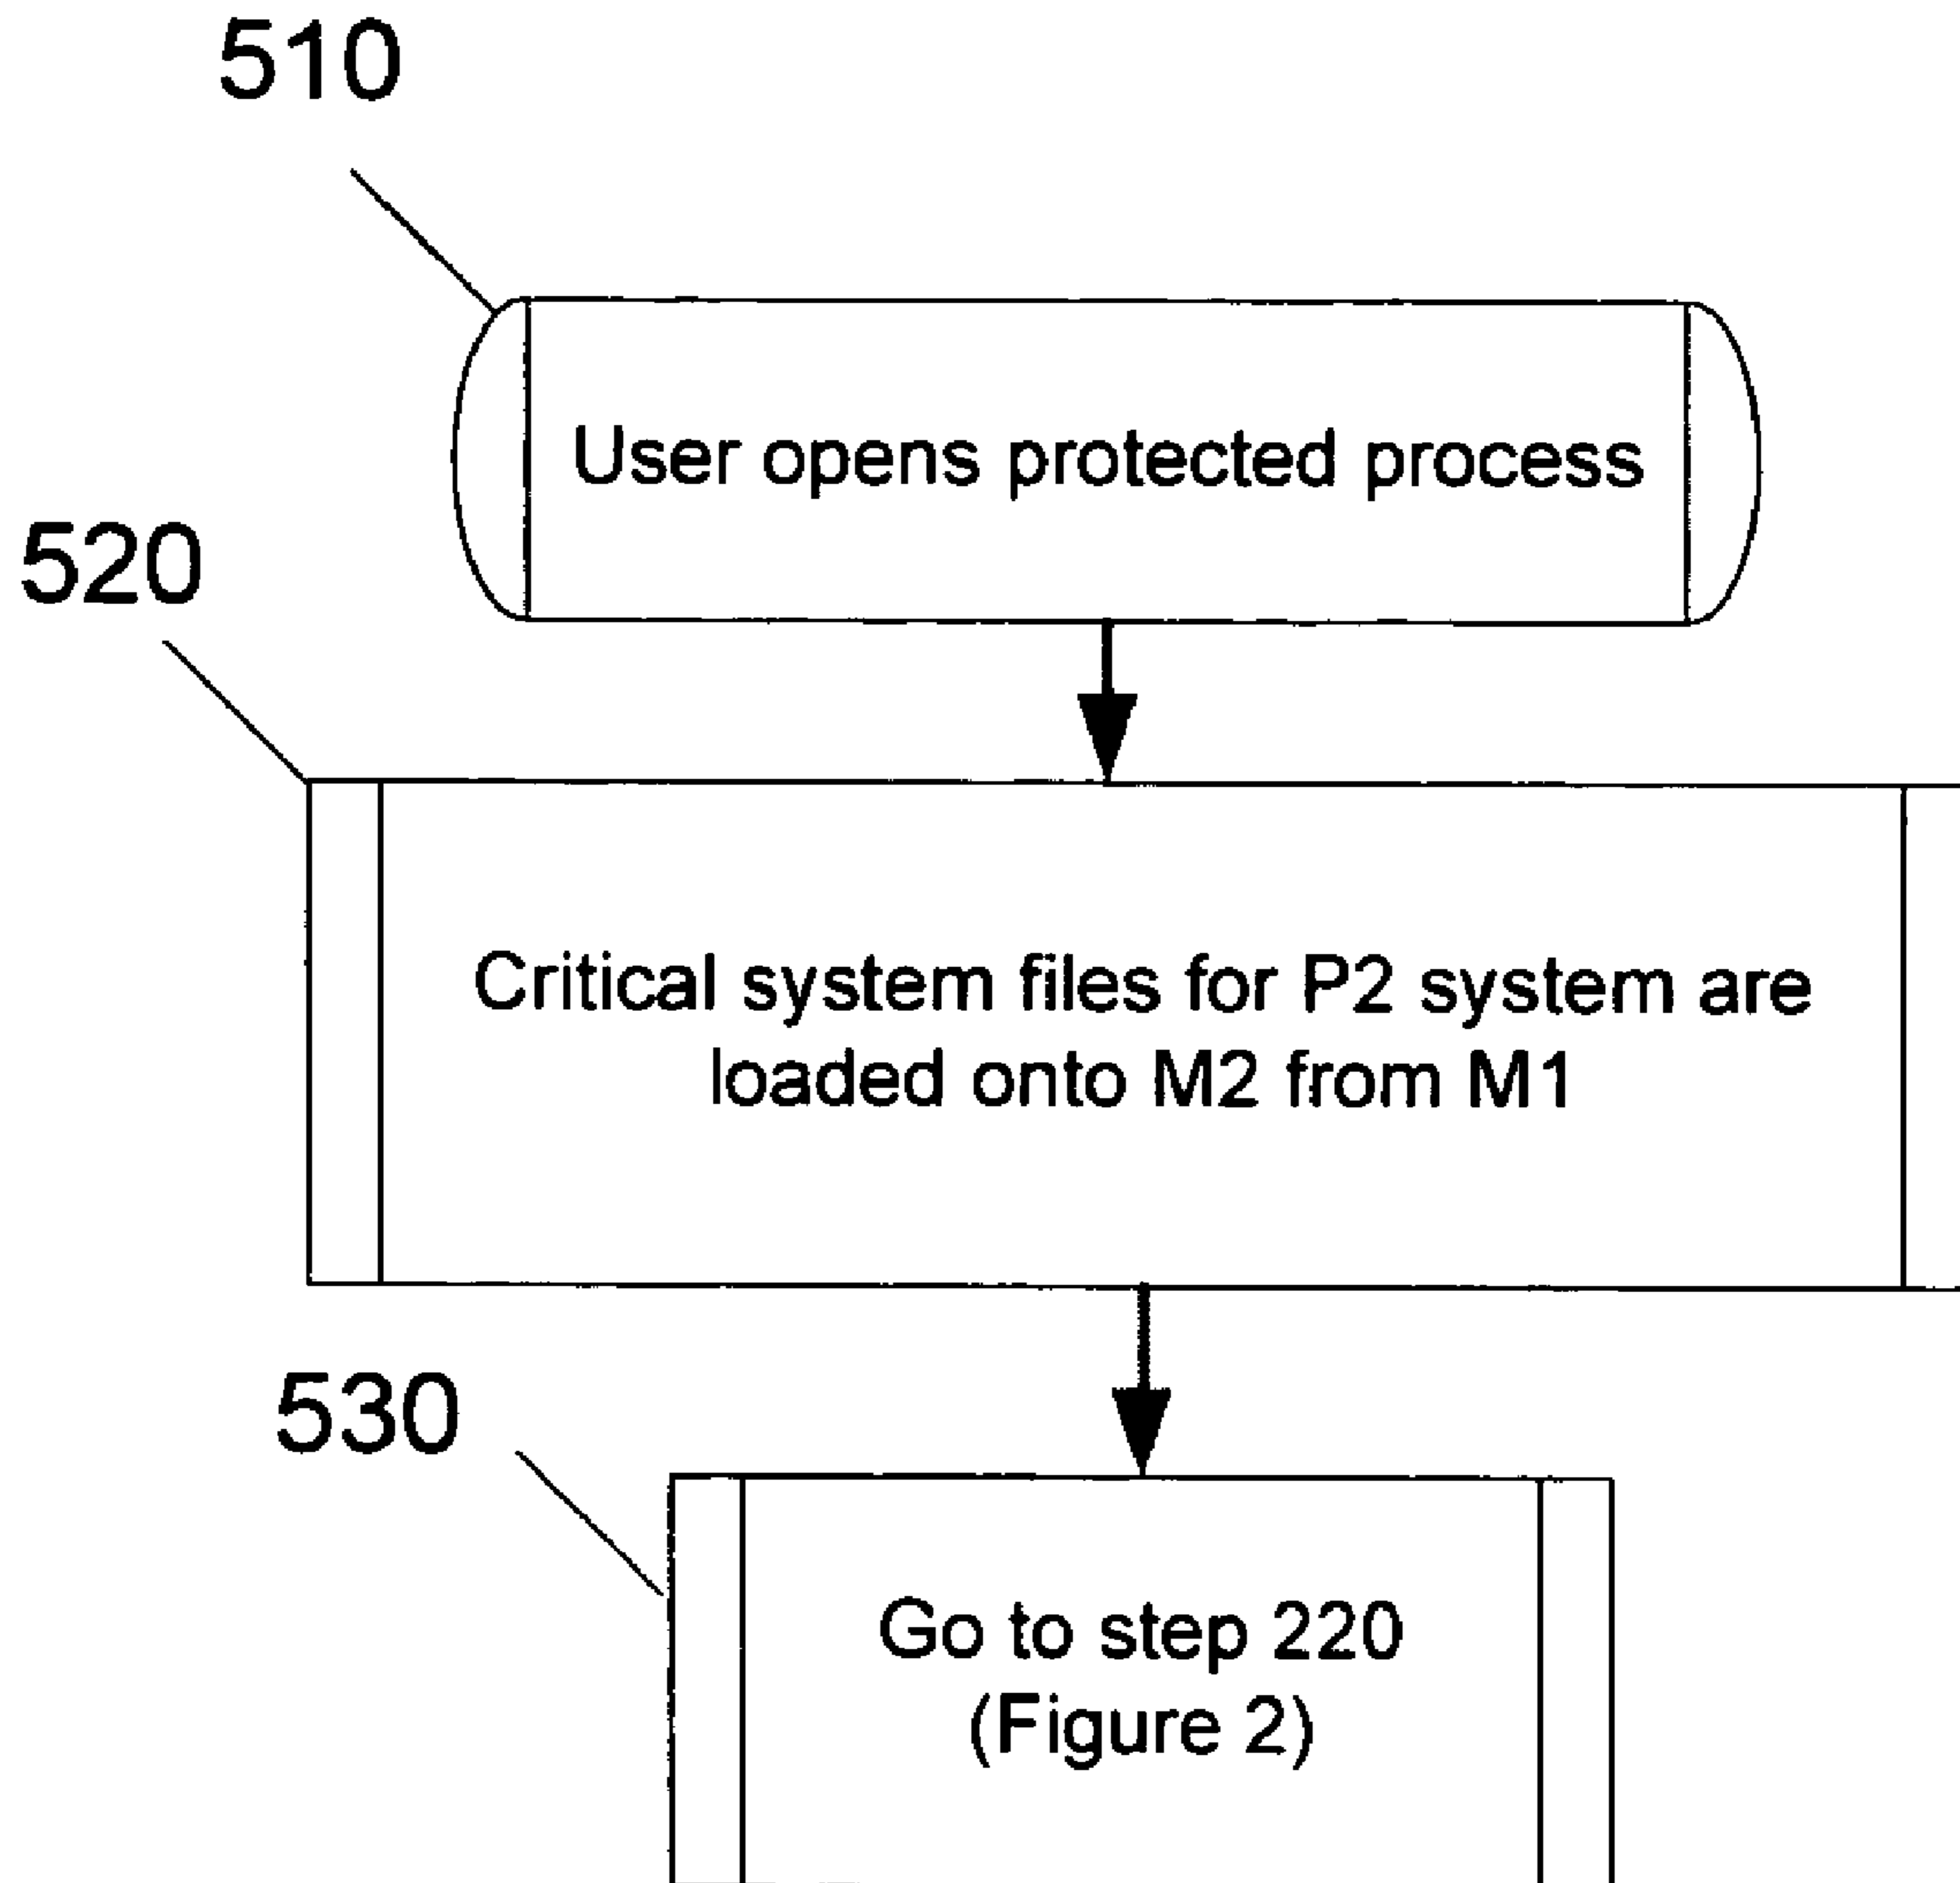 510
User opens protected process
520
Critical system files for P2 system are
loaded onto M2 from M1
530
Go to step 220
(Figure 2)